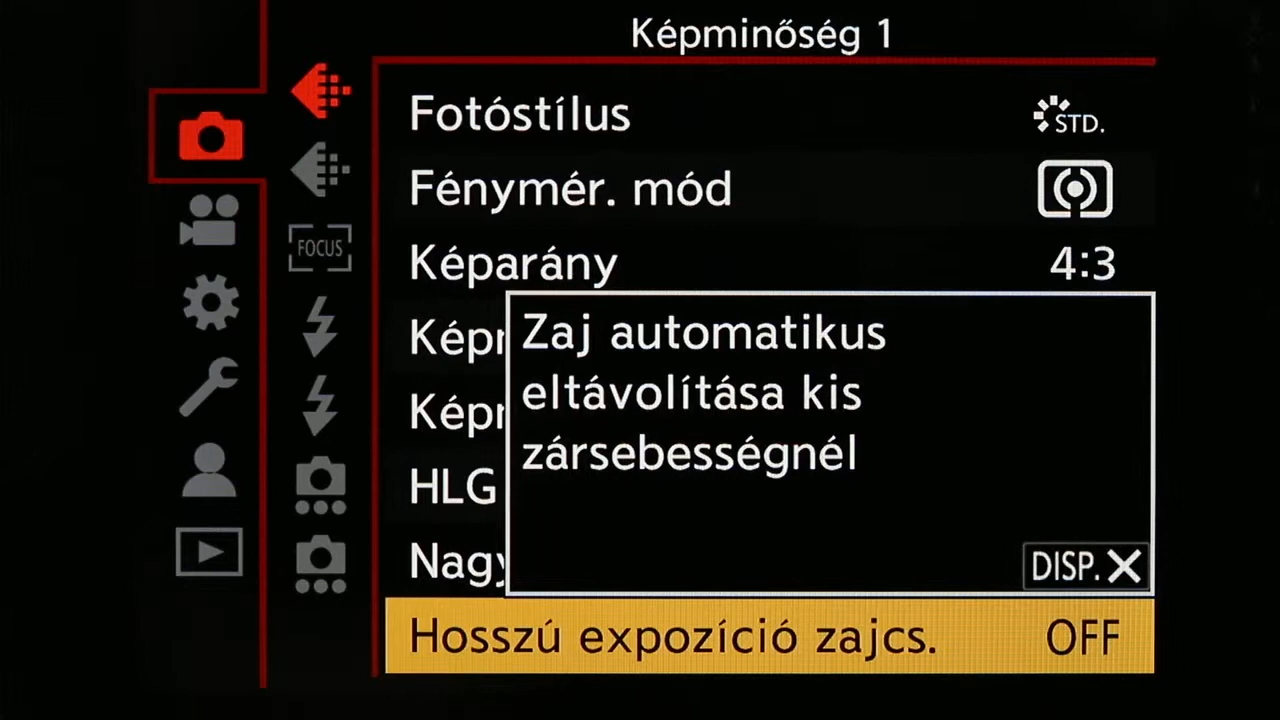 Képminőség 1
Fotóstílus STD.
Fénymér. mód
FOCUS
Képarány 4:3
Zaj automatikus
eltávolítása kis
zársebességnél
HLG
DISP.
Hosszú expozíció zajcs. OFF